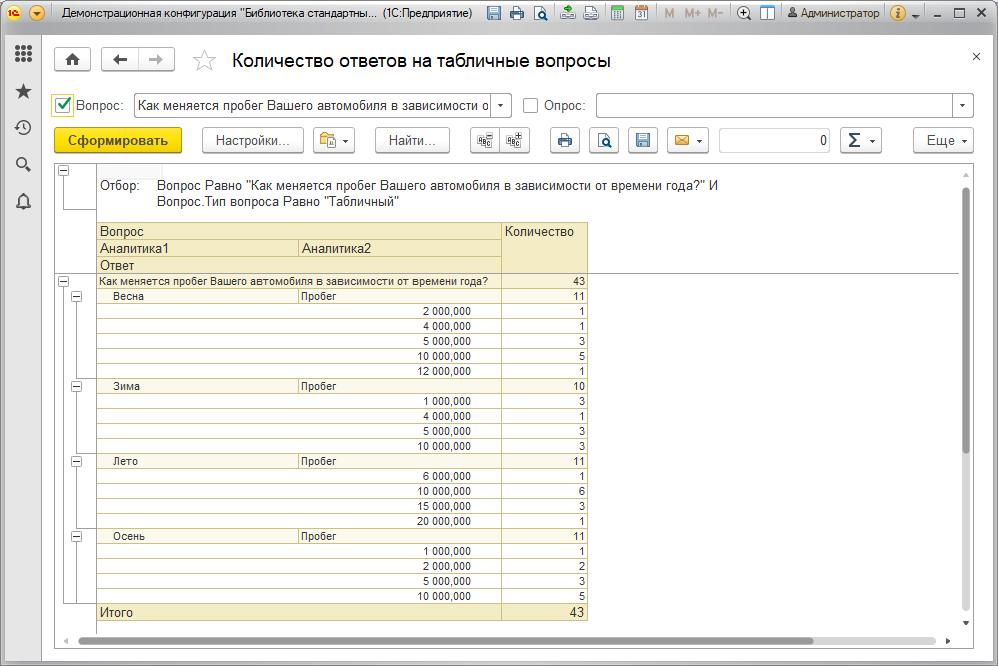 Демонстрационная конфигурация "Библиотека стандартны... (1С:Предприятие)
M M+ M- Администратор
Количество ответов на табличные вопросы
Вопрос: Как меняется пробег Вашего автомобиля в зависимости о Опрос:
Сформировать Настройки... Найти... 0 Σ Еще
Отбор: Вопрос Равно "Как меняется пробег Вашего автомобиля в зависимости от времени года?" И
Вопрос.Тип вопроса Равно "Табличный"
Вопрос Количество
Аналитика1 Аналитика2
Ответ
Как меняется пробег Вашего автомобиля в зависимости от времени года? 43
Весна Пробег 11
2 000,000 1
4 000,000 1
5 000,000 3
10 000,000 5
12 000,000 1
Зима Пробег 10
1 000,000 3
4 000,000 1
5 000,000 3
10 000,000 3
Лето Пробег 11
6 000,000 1
10 000,000 6
15 000,000 3
20 000,000 1
Осень Пробег 11
1 000,000 1
2 000,000 2
5 000,000 3
10 000,000 5
Итого 43